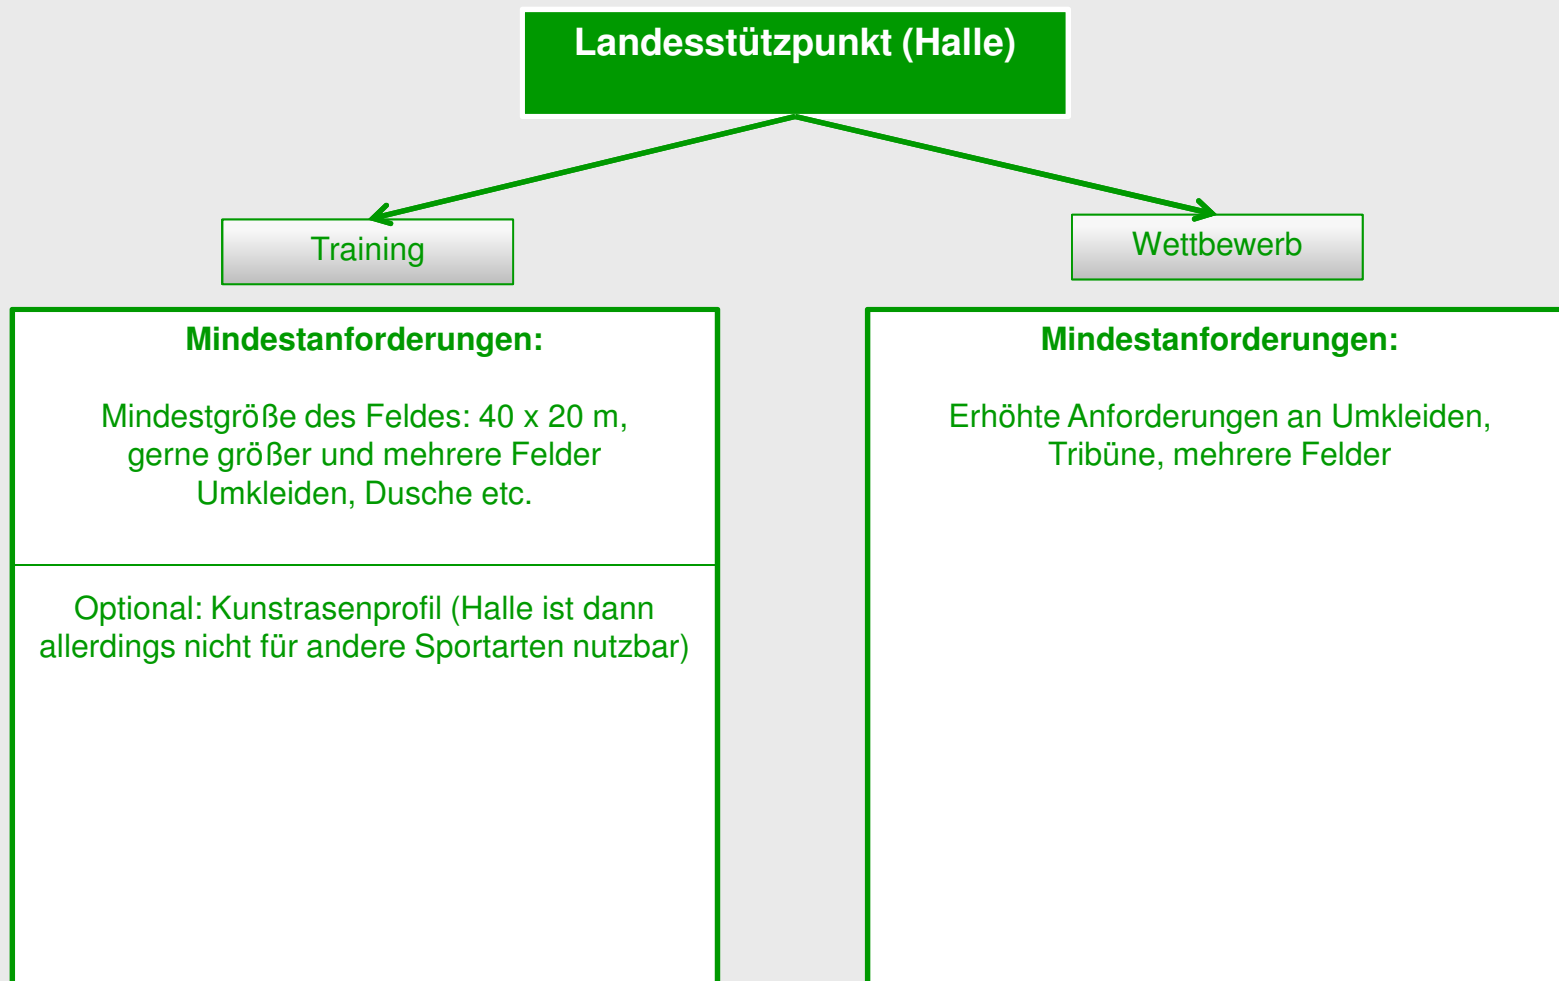 Landesstützpunkt (Halle)
Training
Wettbewerb
Mindestanforderungen:
Mindestgröße des Feldes: 40 x 20 m,
gerne größer und mehrere Felder
Umkleiden, Dusche etc.
Optional: Kunstrasenprofil (Halle ist dann
allerdings nicht für andere Sportarten nutzbar)
Mindestanforderungen:
Erhöhte Anforderungen an Umkleiden,
Tribüne, mehrere Felder